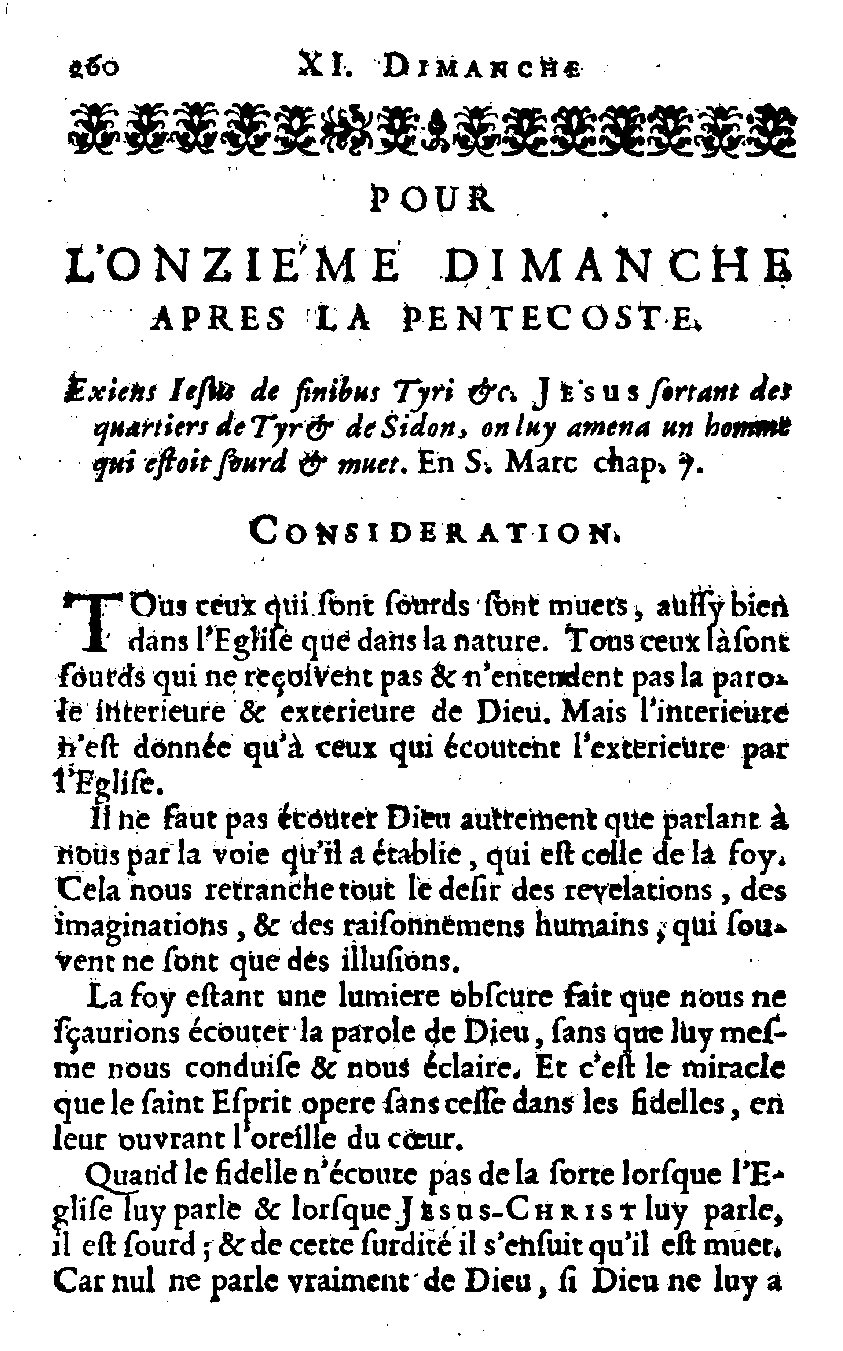 260 XI. DIMANCHE
POUR
L'ONZIE'ME DIMANCHE
APRES LA PENTECOSTE.
Exiens Ieſus de finibus Tyri &c. JESUS ſortant des
quartiers de Tyr & de Sidon, on luy amena un homme
qui eſtoit ſourd & muet. En S. Marc chap. 7.
CONSIDERATION.
TOus ceux qui ſont ſourds ſont muets, auſſy bien
dans l'Egliſe que dans la nature. Tous ceux là ſont
ſourds qui ne reçoivent pas & n'entendent pas la paro-
le interieure & exterieure de Dieu. Mais l'interieure
n'eſt donnée qu'à ceux qui écoutent l'exterieure par
l'Egliſe.
Il ne faut pas écouter Dieu autrement que parlant à
nous par la voie qu'il a établie, qui eſt celle de la foy.
Cela nous retranche tout le deſir des revelations, des
imaginations, & des raiſonnemens humains, qui ſou-
vent ne ſont que des illuſions.
La foy eſtant une lumiere obſcure fait que nous ne
ſçaurions écouter la parole de Dieu, ſans que luy meſ-
me nous conduiſe & nous éclaire. Et c'eſt le miracle
que le ſaint Eſprit opere ſans ceſſe dans les fidelles, en
leur ouvrant l'oreille du cœur.
Quand le fidelle n'écoute pas de la ſorte lorſque l'E-
gliſe luy parle & lorſque JESUS-CHRIST luy parle,
il eſt ſourd; & de cette ſurdité il s'enſuit qu'il eſt muet.
Car nul ne parle vraiment de Dieu, ſi Dieu ne luy a